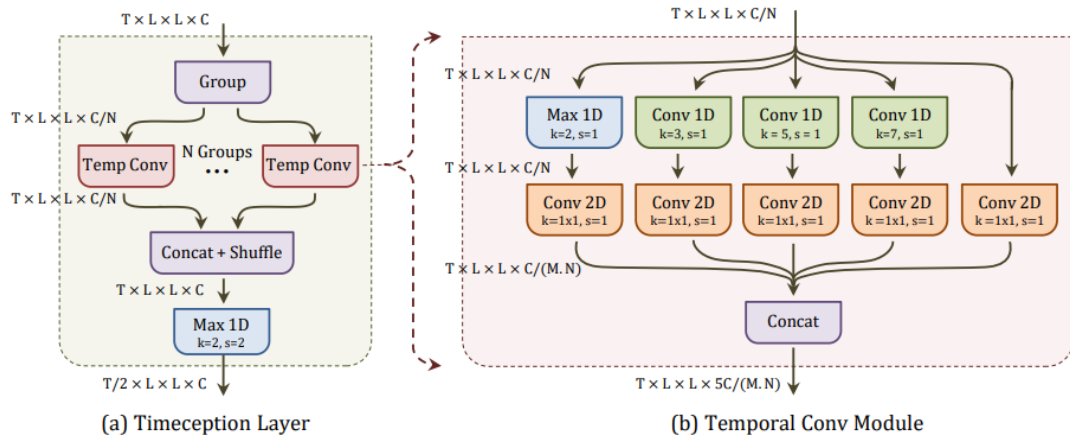 T × L × L × C
Group
T × L × L × C/N
Temp Conv
N Groups
...
Temp Conv
T × L × L × C/N
Concat + Shuffle
T × L × L × C
Max 1D
k=2, s=2
T/2 × L × L × C
(a) Timeception Layer
T × L × L × C/N
T × L × L × C/N
Max 1D
k=2, s=1
Conv 1D
k=3, s=1
Conv 1D
k = 5, s = 1
Conv 1D
k=7, s=1
T × L × L × C/N
Conv 2D
k=1x1, s=1
Conv 2D
k=1x1, s=1
Conv 2D
k=1x1, s=1
Conv 2D
k =1x1, s=1
Conv 2D
k =1x1, s=1
T × L × L × C/(M. N)
Concat
T × L × L × 5C/(M. N)
(b) Temporal Conv Module